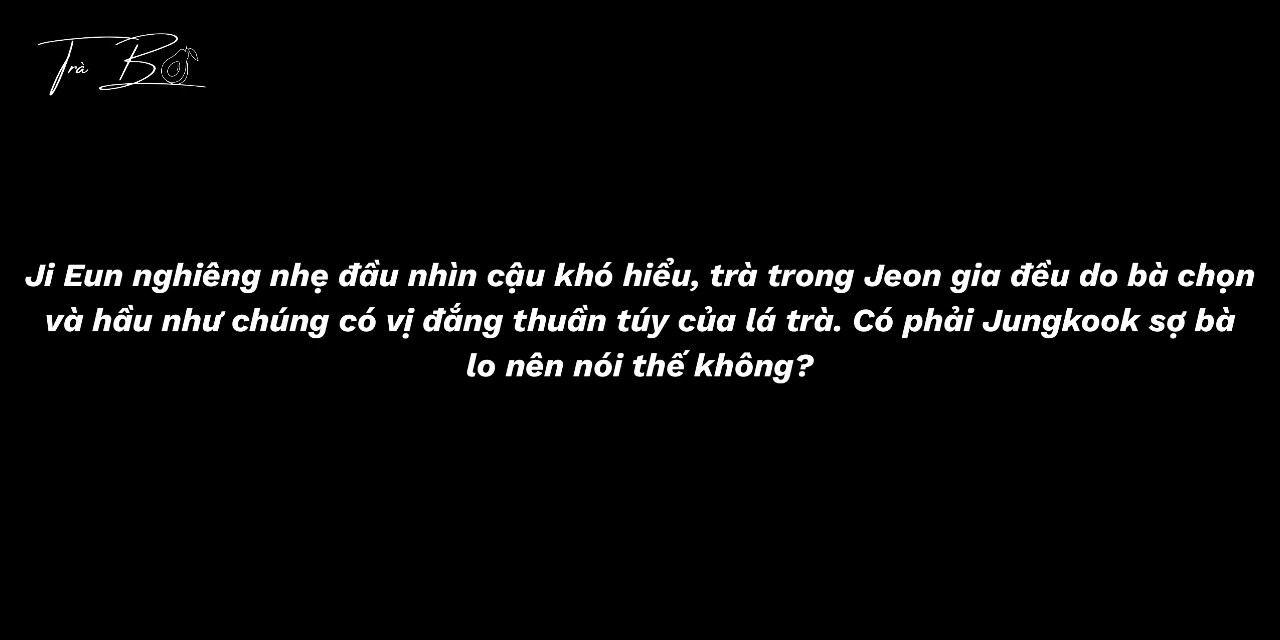 Trà Bơ
Ji Eun nghiêng nhẹ đầu nhìn cậu khó hiểu, trà trong Jeon gia đều do bà chọn
và hầu như chúng có vị đắng thuần túy của lá trà. Có phải Jungkook sợ bà
lo nên nói thế không?